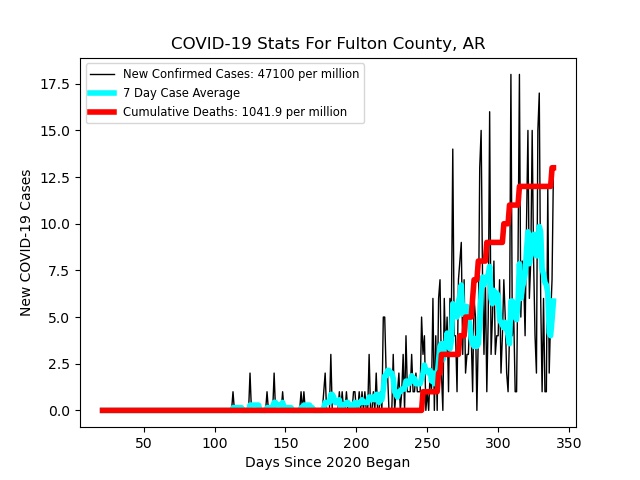 COVID-19 Stats For Fulton County, AR
New Confirmed Cases: 47100 per million
7 Day Case Average
Cumulative Deaths: 1041.9 per million
New COVID-19 Cases
17.5
15.0
12.5
10.0
7.5
5.0
2.5
0.0
50 100 150 200 250 300 350
Days Since 2020 Began